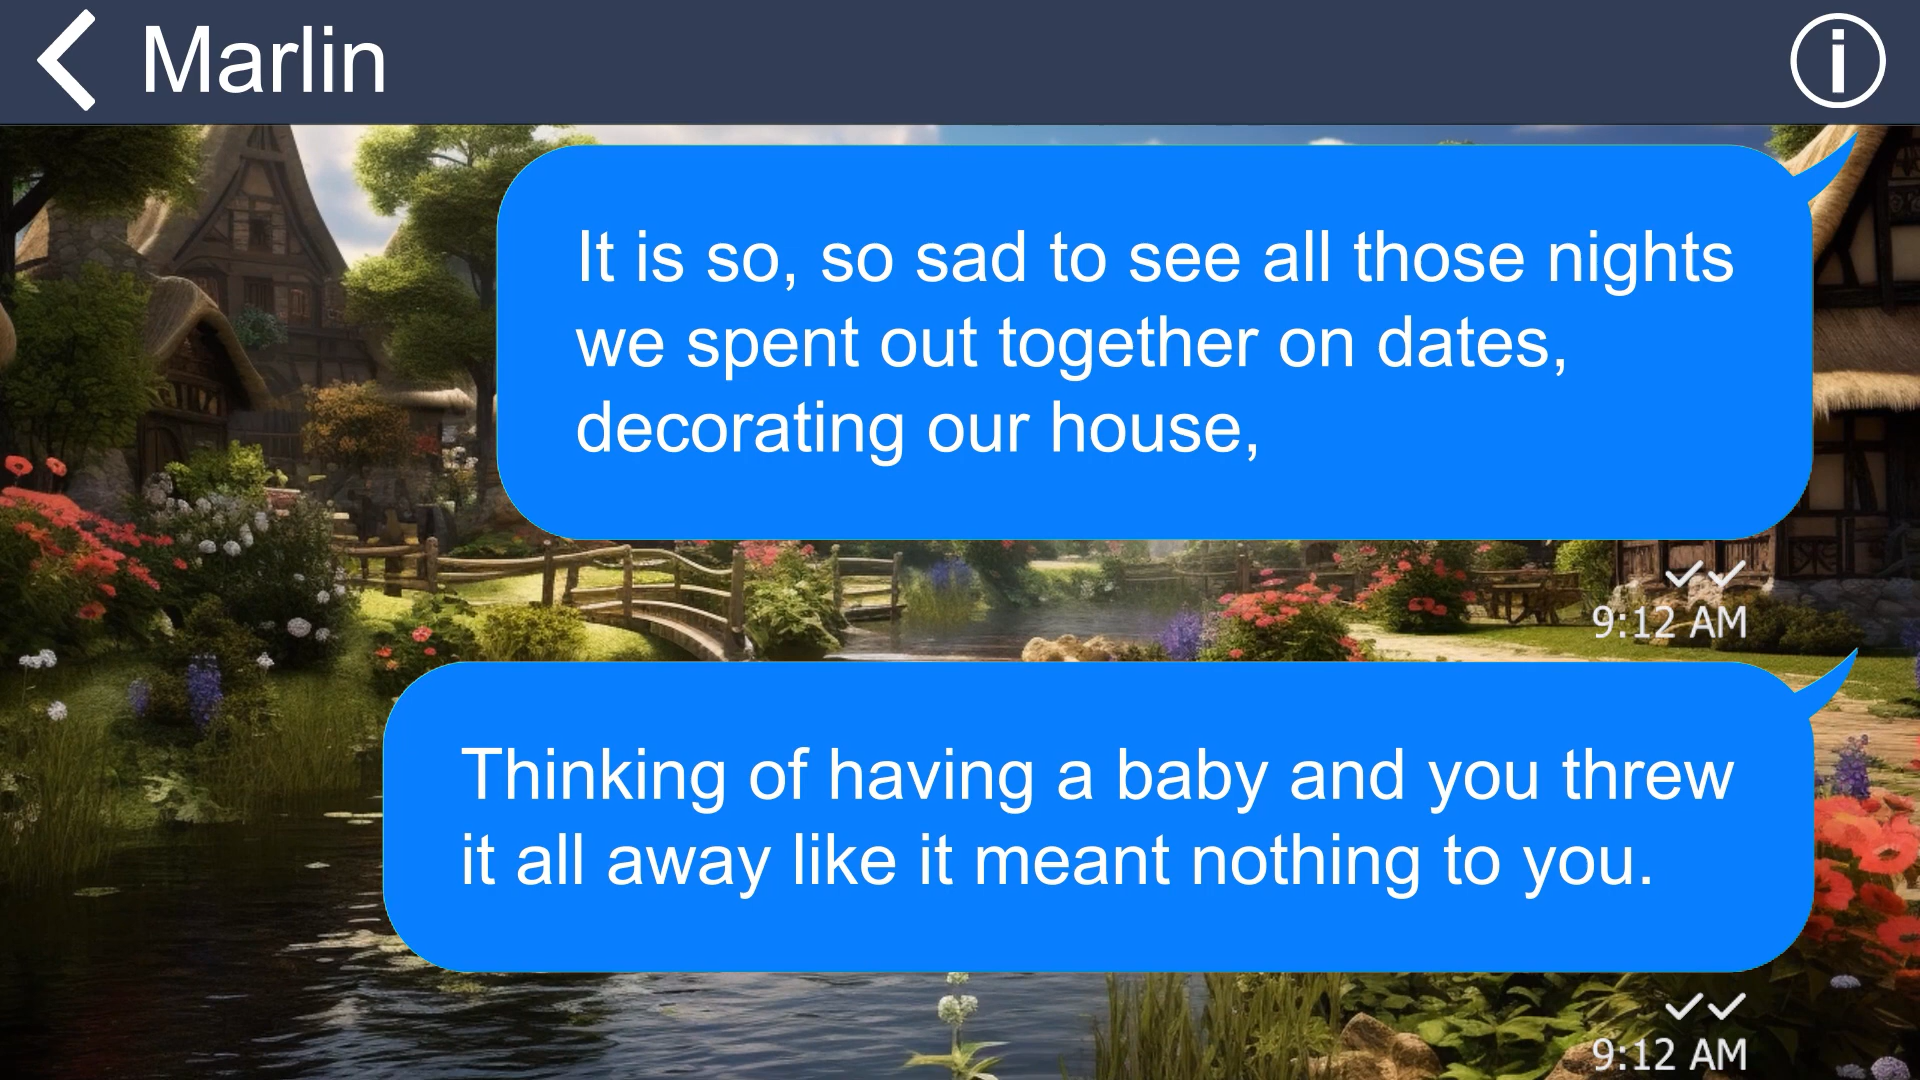 Marlin
It is so, so sad to see all those nights
we spent out together on dates,
decorating our house,
9:12 AM
Thinking of having a baby and you threw
it all away like it meant nothing to you.
9:12 AM